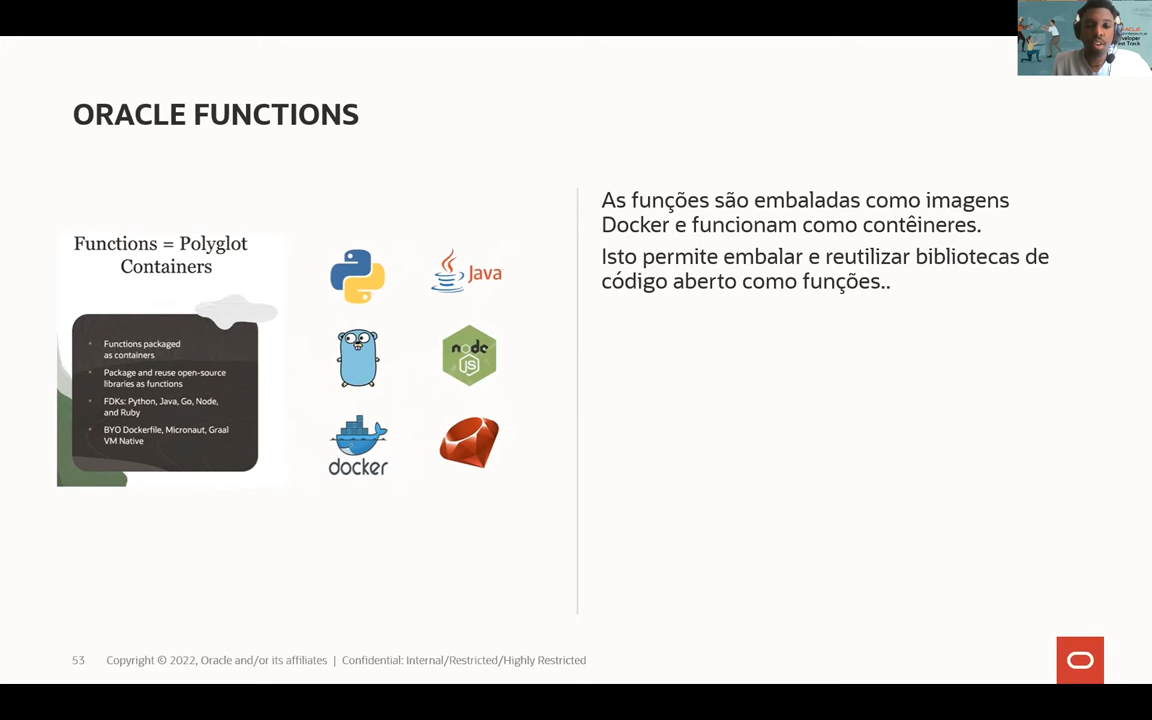 ORACLE FUNCTIONS
Functions = Polyglot
Containers
Functions packaged
as containers
Package and reuse open-source
libraries as functions
FDKs: Python, Java, Go, Node,
and Ruby
BYO Dockerfile, Micronaut, Graal
VM Native
Java
node
JS
docker
As funções são embaladas como imagens
Docker e funcionam como contêineres.
Isto permite embalar e reutilizar bibliotecas de
código aberto como funções..
53 Copyright © 2022, Oracle and/or its affiliates | Confidential: Internal/Restricted/Highly Restricted